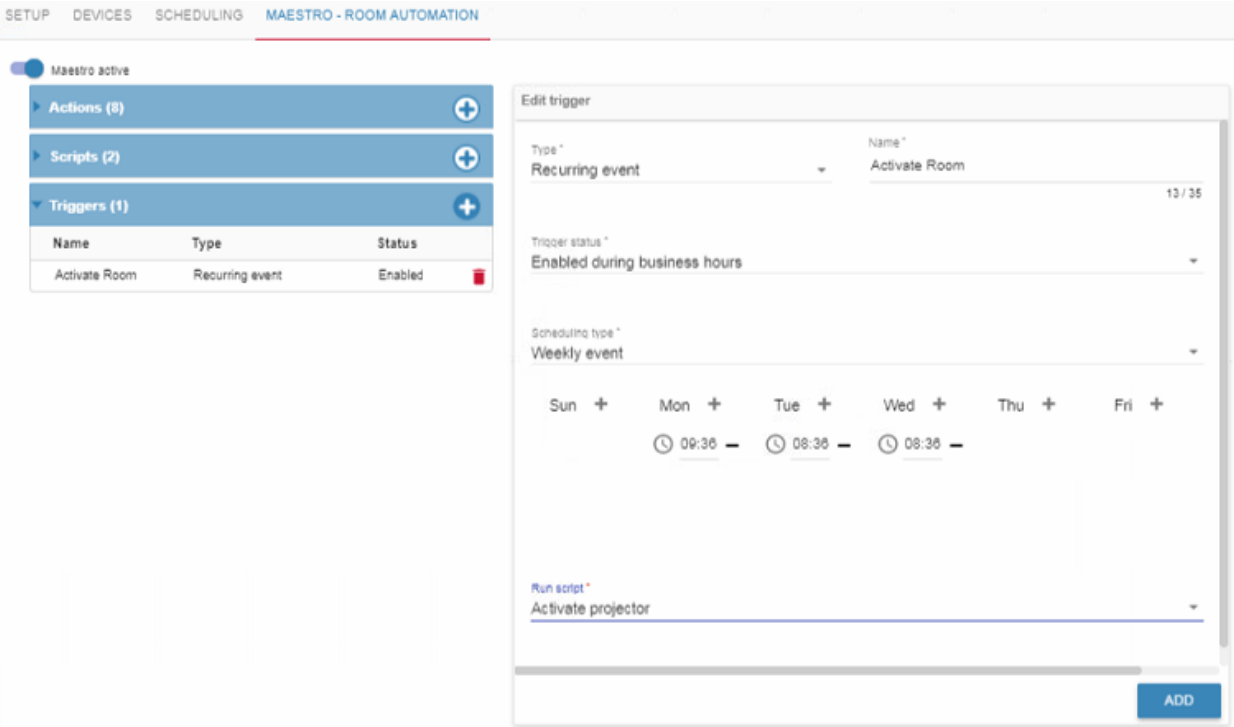 SETUP DEVICES SCHEDULING MAESTRO - ROOM AUTOMATION
Maestro active
Actions (8)
Scripts (2)
Triggers (1)
Name Type Status
Activate Room Recurring event Enabled
Edit trigger
Type * Name *
Recurring event Activate Room
13 / 35
Trigger status *
Enabled during business hours
Scheduling type *
Weekly event
Sun + Mon + Tue + Wed + Thu + Fri +
09:36 08:36 08:36
Run script *
Activate projector
ADD